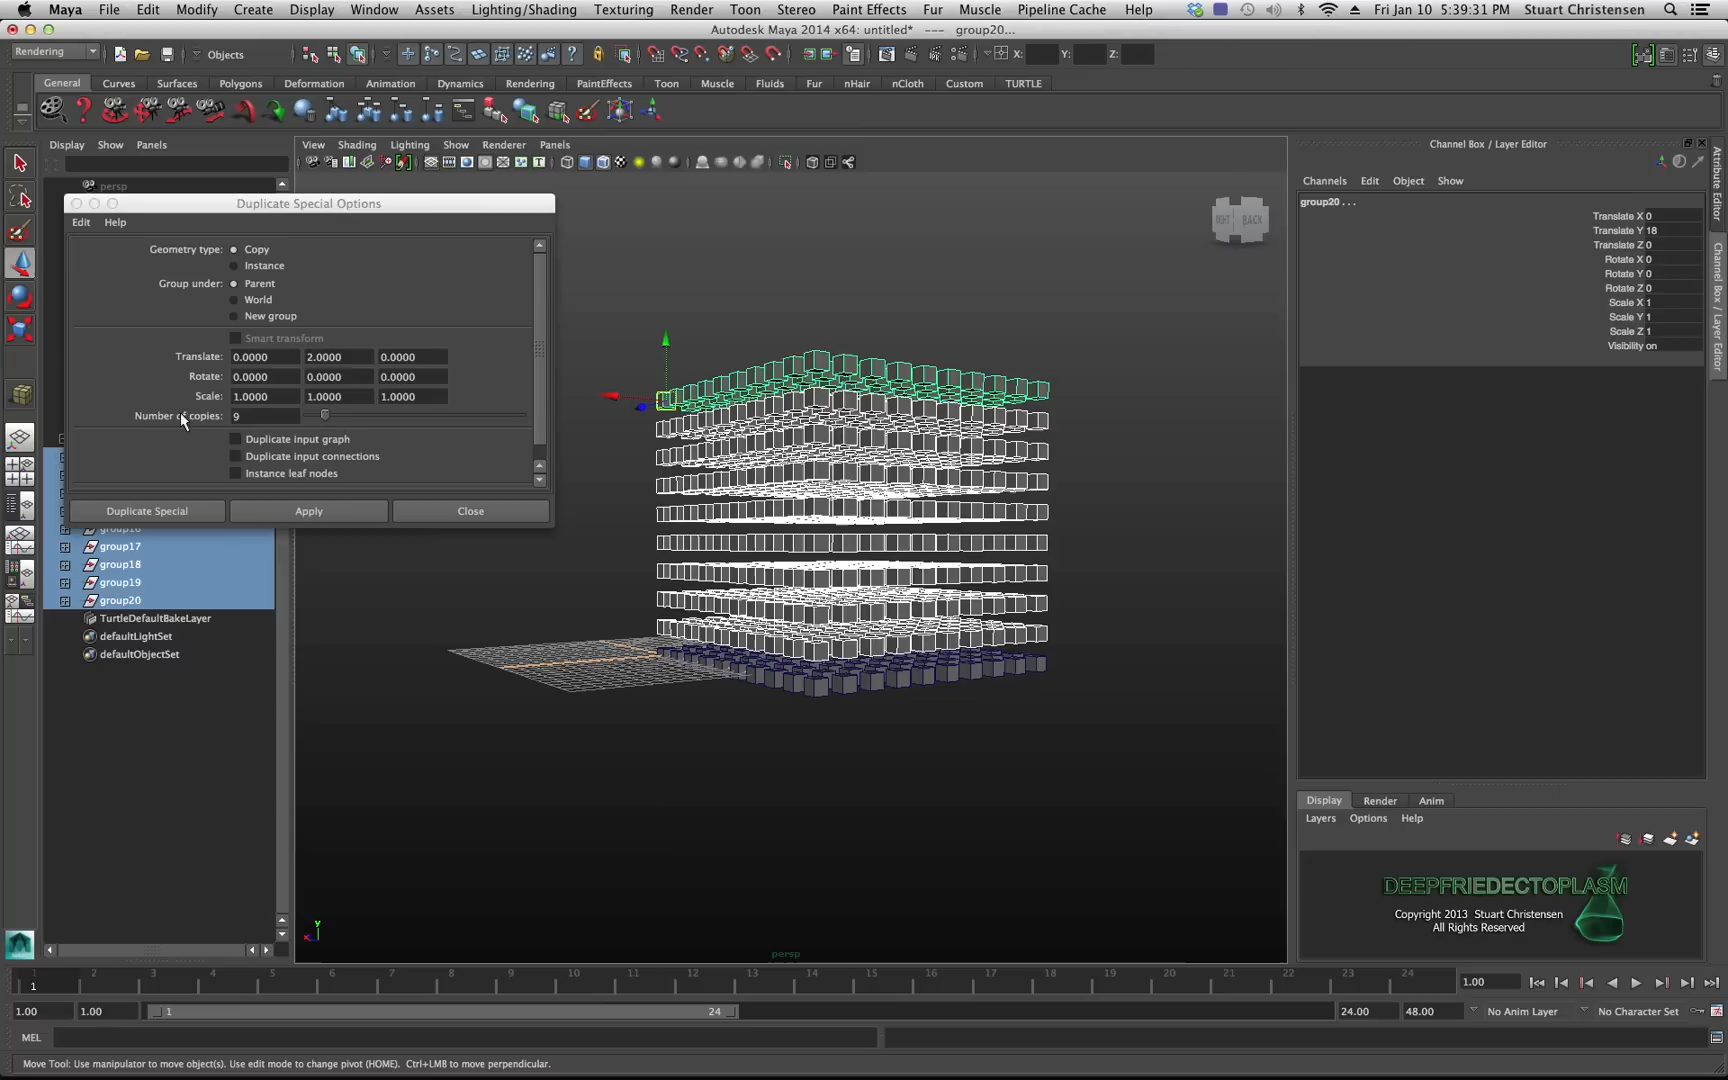 Maya File Edit Modify Create Display Window Assets Lighting/Shading Texturing Render Toon Stereo Paint Effects Fur Muscle Pipeline Cache Help Fri Jan 10 5:39:31 PM Stuart Christensen
Autodesk Maya 2014 x64: untitled* --- group20...
Rendering Objects X: Y: Z:
General Curves Surfaces Polygons Deformation Animation Dynamics Rendering PaintEffects Toon Muscle Fluids Fur nHair nCloth Custom TURTLE
Display Show Panels
View Shading Lighting Show Renderer Panels
Channel Box / Layer Editor
persp
Channels Edit Object Show
Duplicate Special Options
Edit Help
group20 . . .
Translate X 0
Translate Y 18
Translate Z 0
Rotate X 0
Rotate Y 0
Rotate Z 0
Scale X 1
Scale Y 1
Scale Z 1
Visibility on
Attribute Editor
Channel Box / Layer Editor
RIGHT BACK
Geometry type: Copy
Instance
Group under: Parent
World
New group
Smart transform
Translate: 0.0000 2.0000 0.0000
Rotate: 0.0000 0.0000 0.0000
Scale: 1.0000 1.0000 1.0000
Number of copies: 9
Duplicate input graph
Duplicate input connections
Instance leaf nodes
Duplicate Special Apply Close
group16
group17
group18
group19
group20
TurtleDefaultBakeLayer
defaultLightSet
defaultObjectSet
y
x
persp
Display Render Anim
Layers Options Help
DEEPFRIEDECTOPLASM
Copyright 2013 Stuart Christensen
All Rights Reserved
1 2 3 4 5 6 7 8 9 10 11 12 13 14 15 16 17 18 19 20 21 22 23 24
1 1.00
1.00 1.00 1 24 24.00 48.00 No Anim Layer No Character Set
MEL
Move Tool: Use manipulator to move object(s). Use edit mode to change pivot (HOME). Ctrl+LMB to move perpendicular.